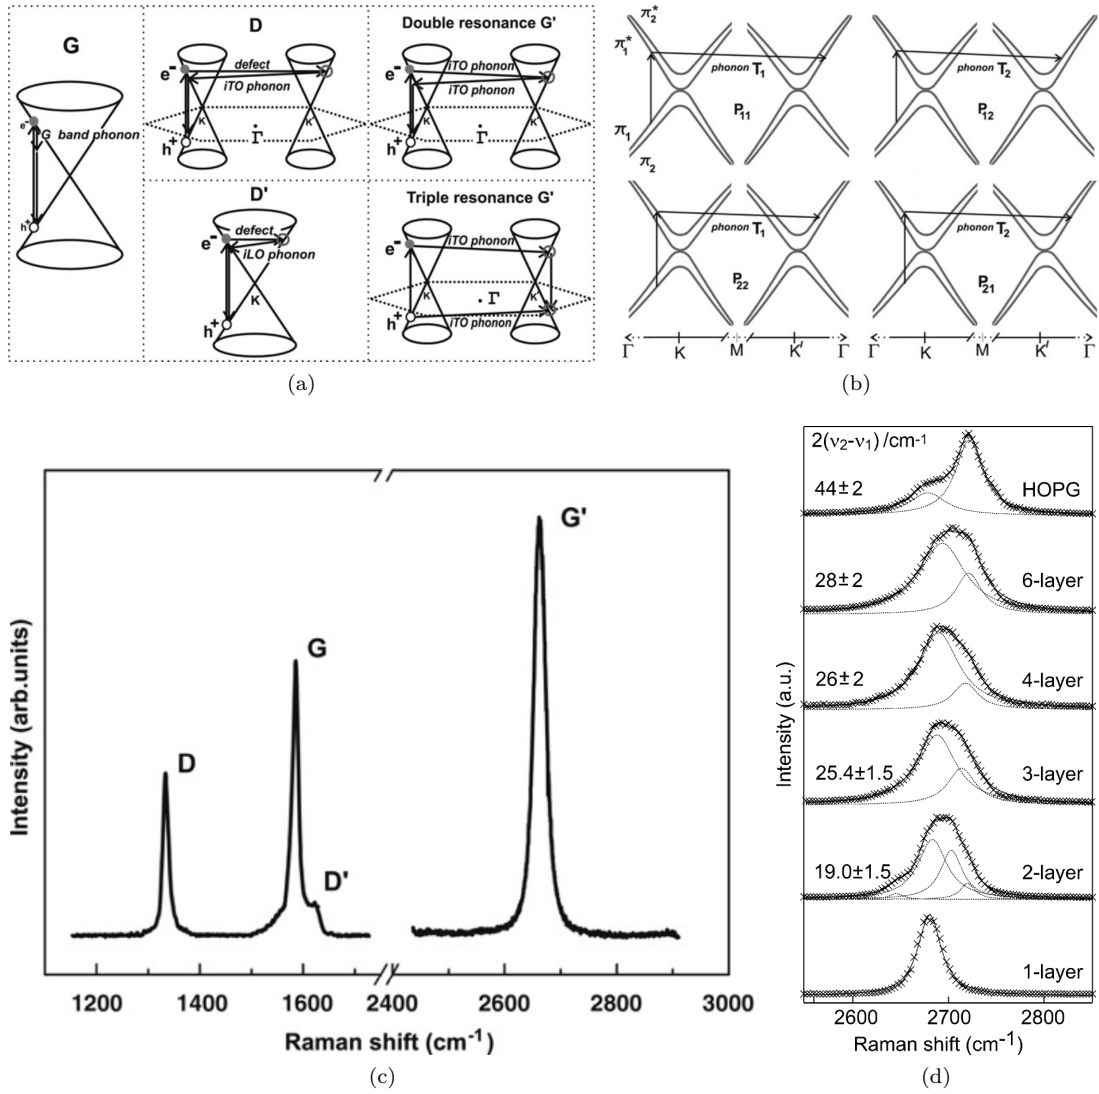 G
e-
G band phonon
h+
D
defect
e-
iTO phonon
K
K
Γ
h+
Double resonance G'
e-
iTO phonon
iTO phonon
K
K
Γ
h+
D'
defect
e-
iLO phonon
K
h+
Triple resonance G'
iTO phonon
e-
K
K
Γ
h+
iTO phonon
(a)
π2*
π1*
phonon T1
P11
π1
π2
phonon T2
P12
phonon T1
P22
phonon T2
P21
Γ K M K' Γ
Γ K M K' Γ
(b)
Intensity (arb.units)
D
G
D'
G'
1200 1400 1600 2400 2600 2800 3000
Raman shift (cm-1)
(c)
2(ν2-ν1) /cm-1
44±2 HOPG
28±2 6-layer
26±2 4-layer
25.4±1.5 3-layer
19.0±1.5 2-layer
1-layer
Intensity (a.u.)
2600 2700 2800
Raman shift (cm-1)
(d)